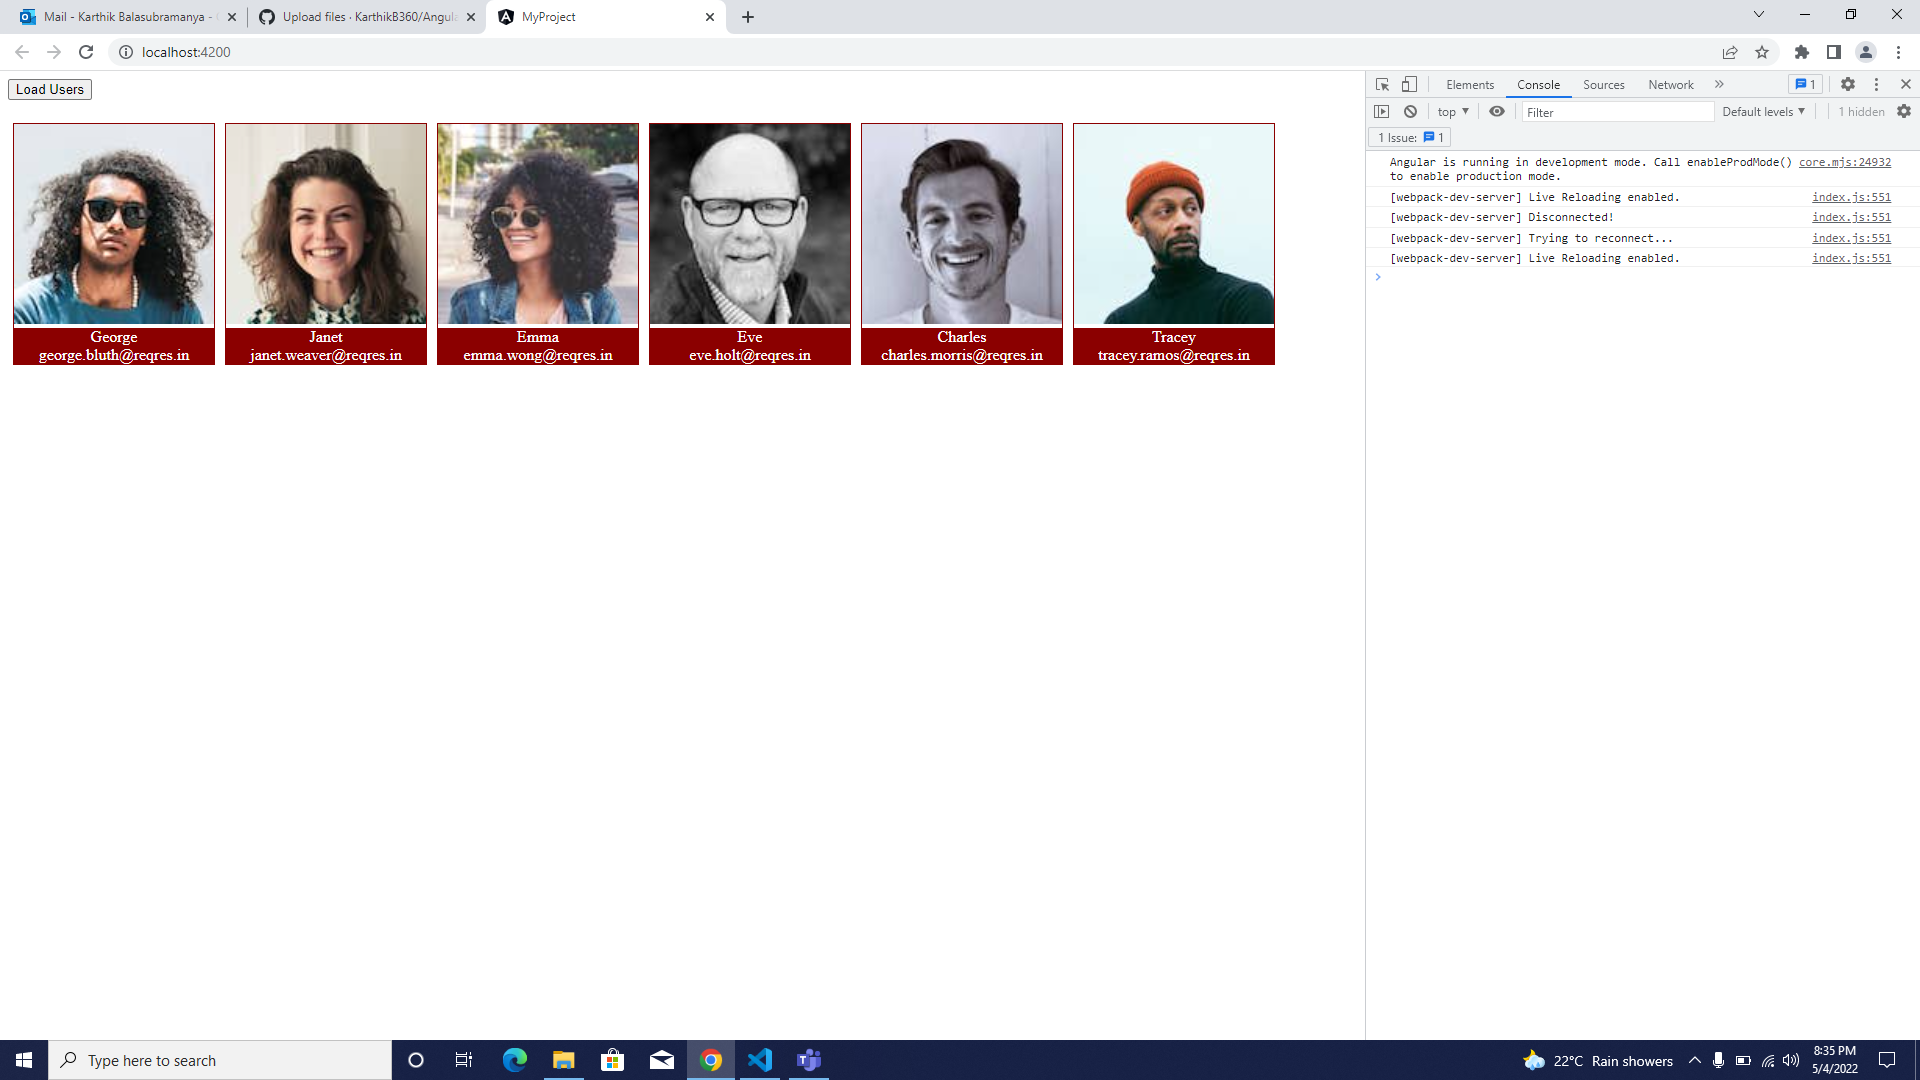 Mail - Karthik Balasubramanya -
Upload files · KarthikB360/Angula
MyProject
localhost:4200
Load Users
George
george.bluth@reqres.in
Janet
janet.weaver@reqres.in
Emma
emma.wong@reqres.in
Eve
eve.holt@reqres.in
Charles
charles.morris@reqres.in
Tracey
tracey.ramos@reqres.in
Elements
Console
Sources
Network
1
top
Filter
Default levels
1 hidden
1 Issue: 1
Angular is running in development mode. Call enableProdMode() core.mjs:24932
to enable production mode.
[webpack-dev-server] Live Reloading enabled. index.js:551
[webpack-dev-server] Disconnected! index.js:551
[webpack-dev-server] Trying to reconnect... index.js:551
[webpack-dev-server] Live Reloading enabled. index.js:551
Type here to search
22°C Rain showers
8:35 PM
5/4/2022